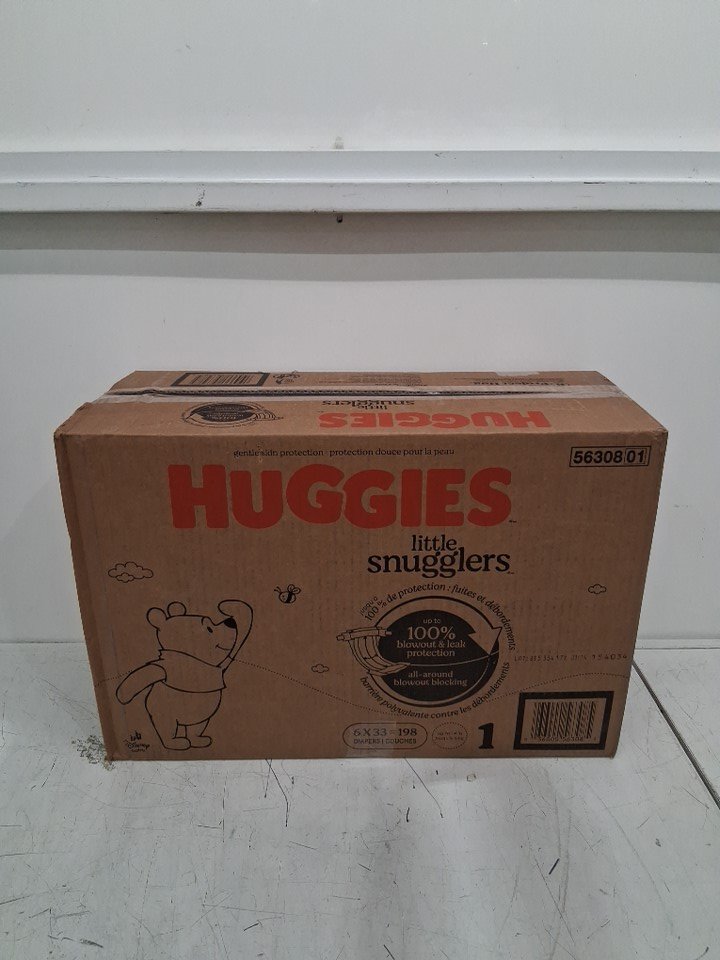 little
snugglers
HUGGIES
gentle skin protection · protection douce pour la peau
56308 01
HUGGIES
little
snugglers
100% de protection : fuites et débordements
up to
100%
blowout & leak
protection
all-around
blowout blocking
barrière polyvalente contre les débordements
6 X 33 = 198
DIAPERS | COUCHES
1
Disney